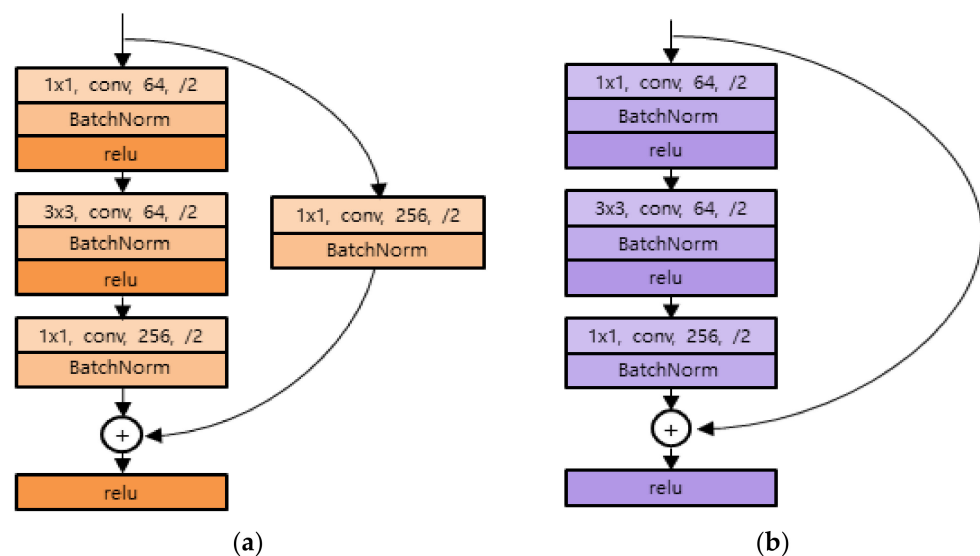 1x1, conv, 64, /2
BatchNorm
relu
3x3, conv, 64, /2
BatchNorm
relu
1x1, conv, 256, /2
BatchNorm
+
relu
1x1, conv, 256, /2
BatchNorm
(a)
1x1, conv, 64, /2
BatchNorm
relu
3x3, conv, 64, /2
BatchNorm
relu
1x1, conv, 256, /2
BatchNorm
+
relu
(b)